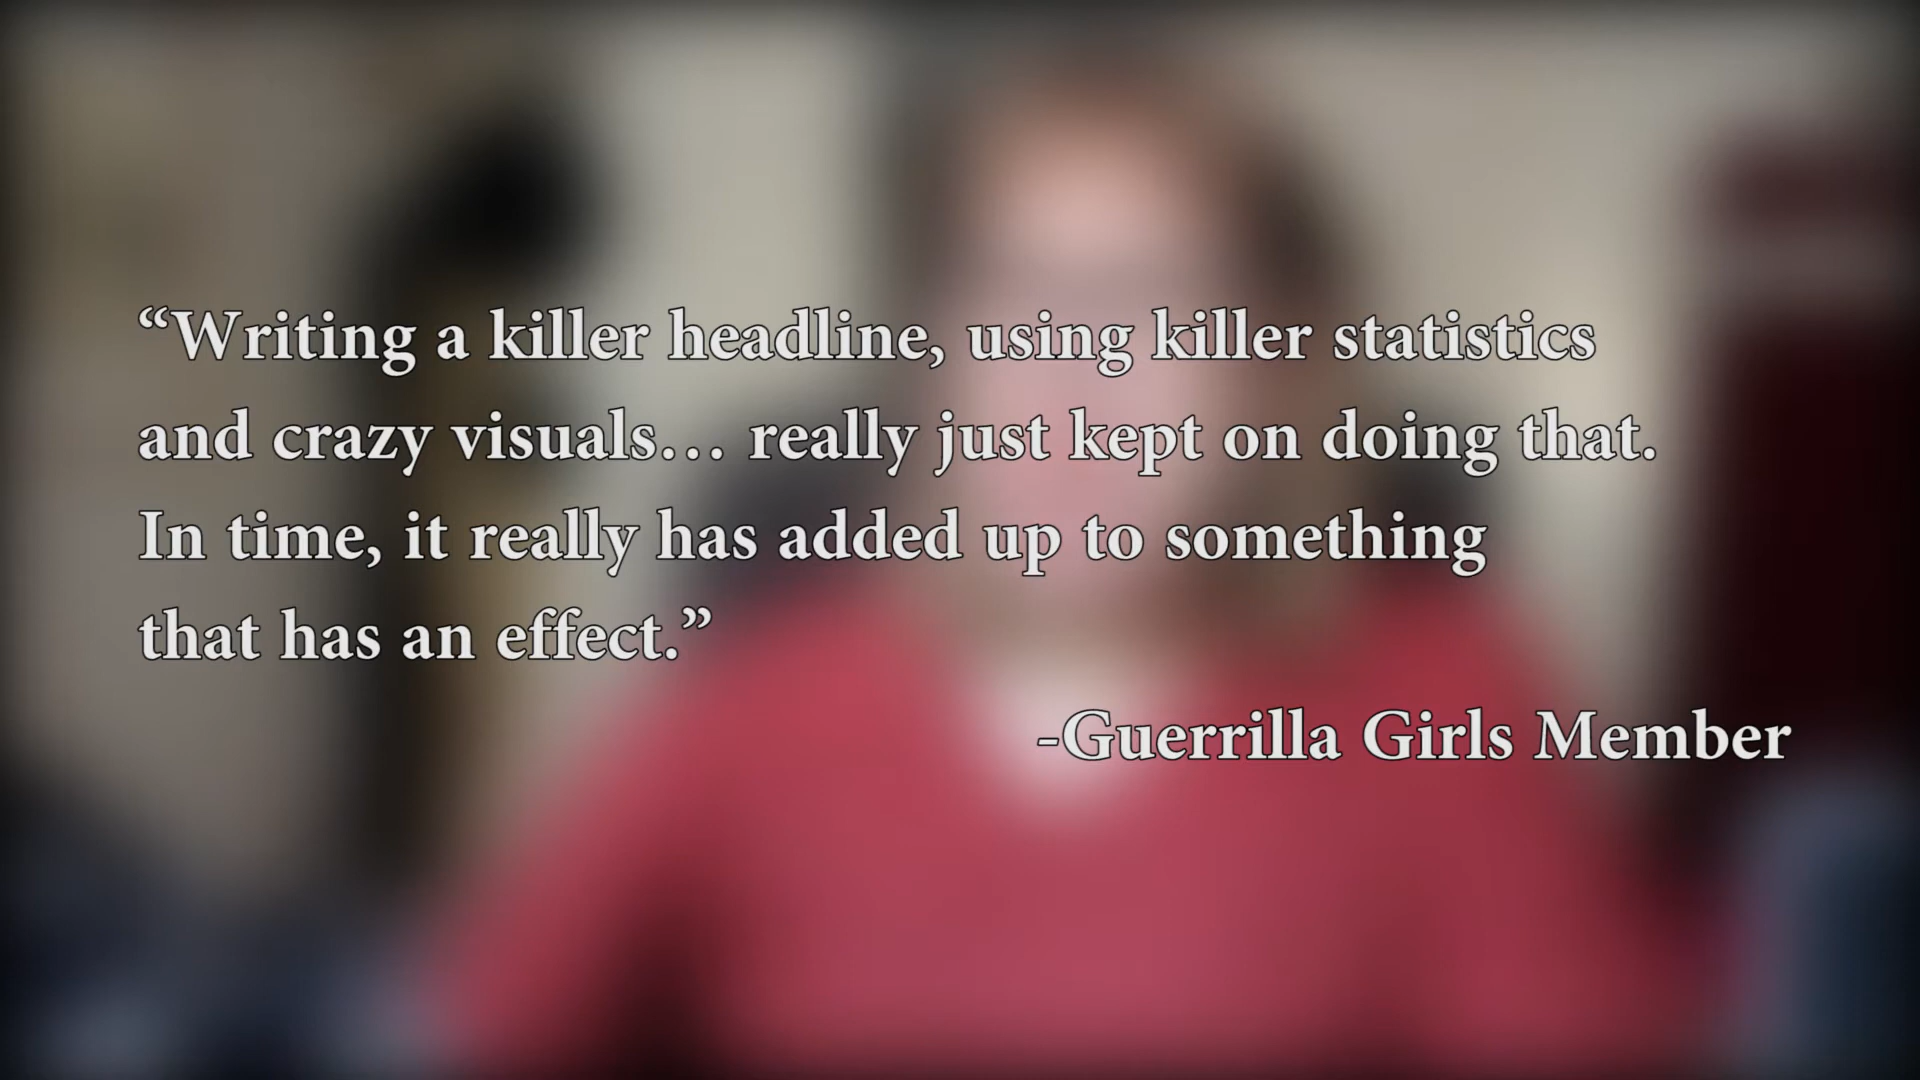 “Writing a killer headline, using killer statistics
and crazy visuals… really just kept on doing that.
In time, it really has added up to something
that has an effect.”
-Guerrilla Girls Member